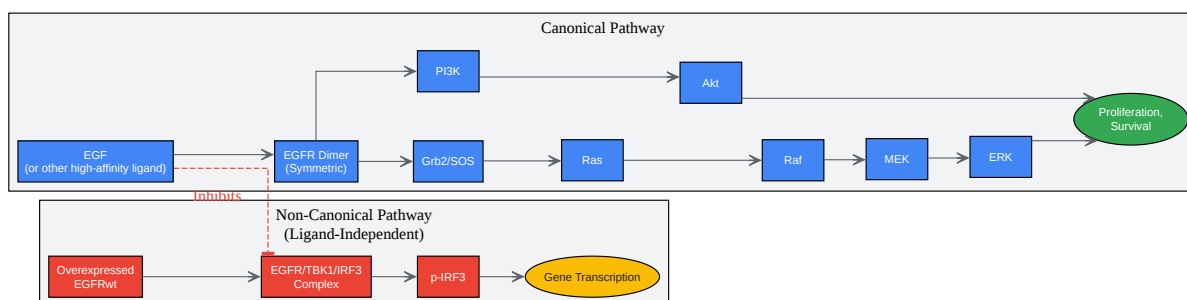 Canonical Pathway
PI3K
Akt
Proliferation,
Survival
EGF
(or other high-affinity ligand)
EGFR Dimer
(Symmetric)
Grb2/SOS
Ras
Raf
MEK
ERK
Inhibits
Non-Canonical Pathway
(Ligand-Independent)
Overexpressed
EGFRwt
EGFR/TBK1/IRF3
Complex
p-IRF3
Gene Transcription